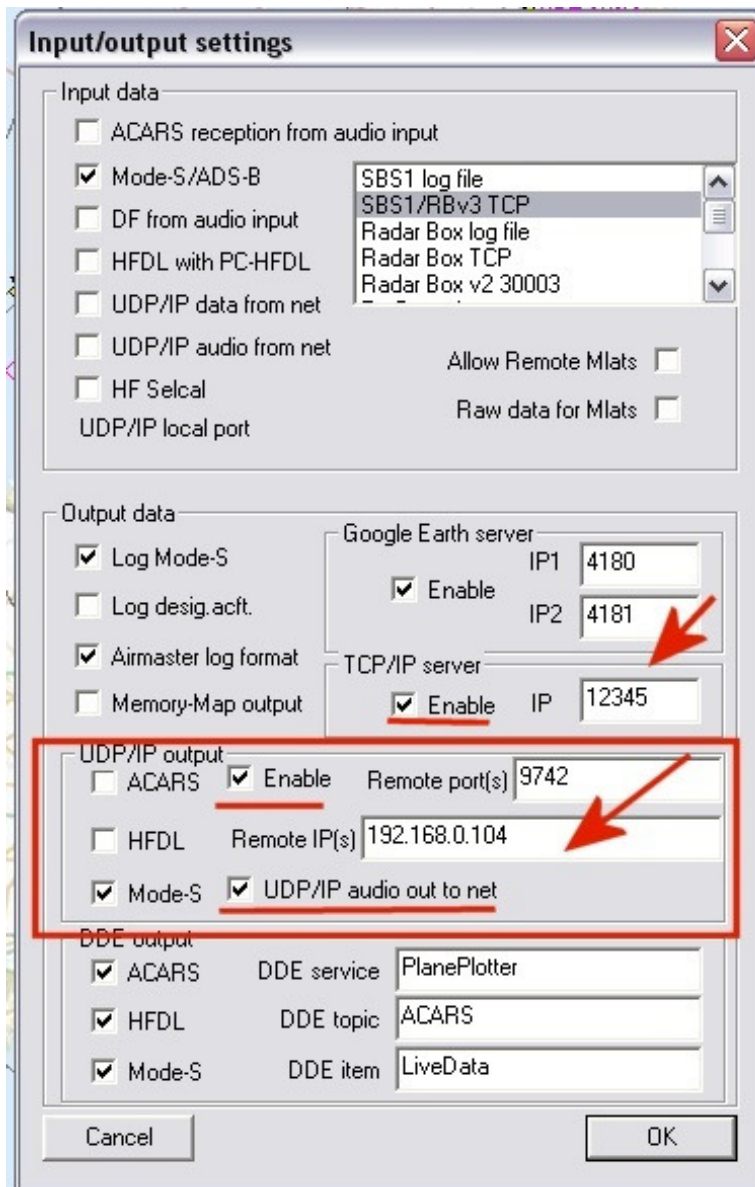 Input/output settings
Input data
ACARS reception from audio input
Mode-S/ADS-B
DF from audio input
HFDL with PC-HFDL
UDP/IP data from net
UDP/IP audio from net
HF Selcal
UDP/IP local port
SBS1 log file
SBS1/RBv3 TCP
Radar Box log file
Radar Box TCP
Radar Box v2 30003
Allow Remote Mlats
Raw data for Mlats
Output data
Log Mode-S
Log desig.acft.
Airmaster log format
Memory-Map output
Google Earth server
Enable
IP1 4180
IP2 4181
TCP/IP server
Enable IP 12345
UDP/IP output
ACARS Enable Remote port(s) 9742
HFDL Remote IP(s) 192.168.0.104
Mode-S UDP/IP audio out to net
DDE output
ACARS DDE service PlanePlotter
HFDL DDE topic ACARS
Mode-S DDE item LiveData
Cancel OK